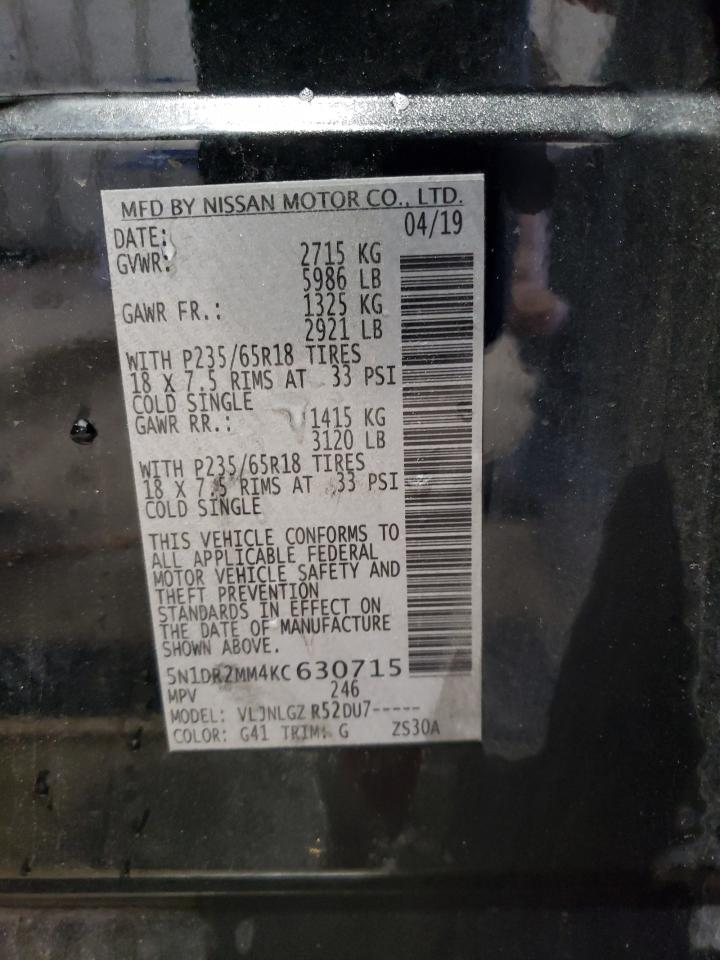 MFD BY NISSAN MOTOR CO., LTD.
DATE: 04/19
GVWR: 2715 KG
5986 LB
GAWR FR.: 1325 KG
2921 LB
WITH P235/65R18 TIRES
18 X 7.5 RIMS AT 33 PSI
COLD SINGLE
GAWR RR.: 1415 KG
3120 LB
WITH P235/65R18 TIRES
18 X 7.5 RIMS AT 33 PSI
COLD SINGLE
THIS VEHICLE CONFORMS TO
ALL APPLICABLE FEDERAL
MOTOR VEHICLE SAFETY AND
THEFT PREVENTION
STANDARDS IN EFFECT ON
THE DATE OF MANUFACTURE
SHOWN ABOVE.
5N1DR2MM4KC630715
MPV 246
MODEL: VLJNLGZ R52DU7-----
COLOR: G41 TRIM: G ZS30A